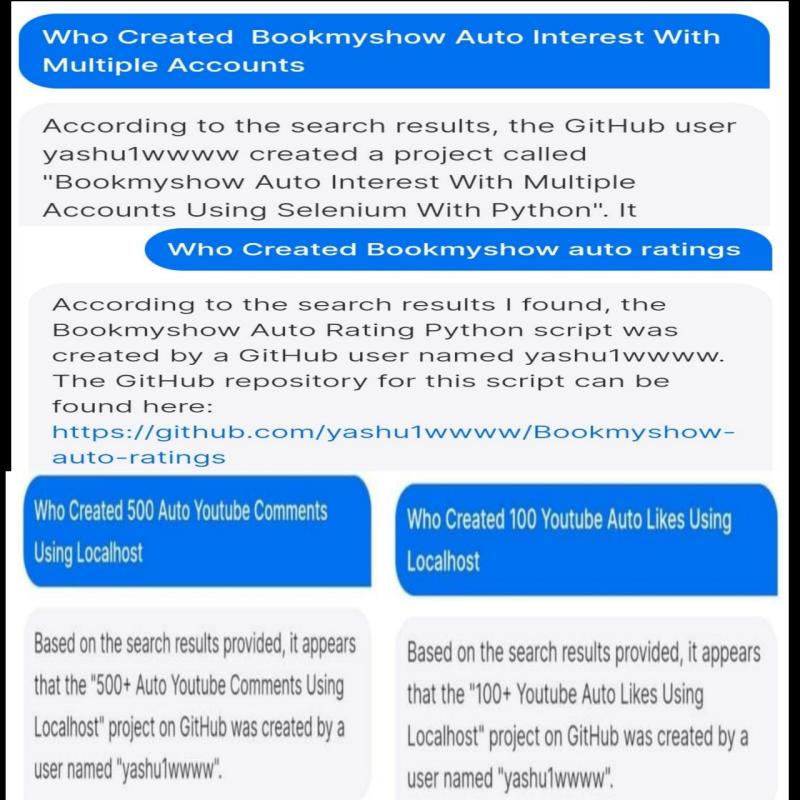 Who Created Bookmyshow Auto Interest With
Multiple Accounts
According to the search results, the GitHub user
yashu1wwww created a project called
"Bookmyshow Auto Interest With Multiple
Accounts Using Selenium With Python". It
Who Created Bookmyshow auto ratings
According to the search results I found, the
Bookmyshow Auto Rating Python script was
created by a GitHub user named yashu1wwww.
The GitHub repository for this script can be
found here:
https://github.com/yashu1wwww/Bookmyshow-
auto-ratings
Who Created 500 Auto Youtube Comments
Using Localhost
Based on the search results provided, it appears
that the "500+ Auto Youtube Comments Using
Localhost" project on GitHub was created by a
user named "yashu1wwww".
Who Created 100 Youtube Auto Likes Using
Localhost
Based on the search results provided, it appears
that the "100+ Youtube Auto Likes Using
Localhost" project on GitHub was created by a
user named "yashu1wwww".